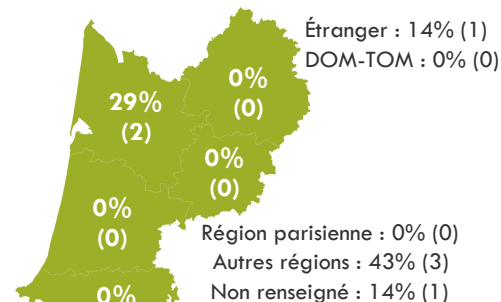 Étranger : 14% (1)
DOM-TOM : 0% (0)
0%
(0)
29%
(2)
0%
(0)
0%
(0)
Région parisienne : 0% (0)
Autres régions : 43% (3)
Non renseigné : 14% (1)
0%